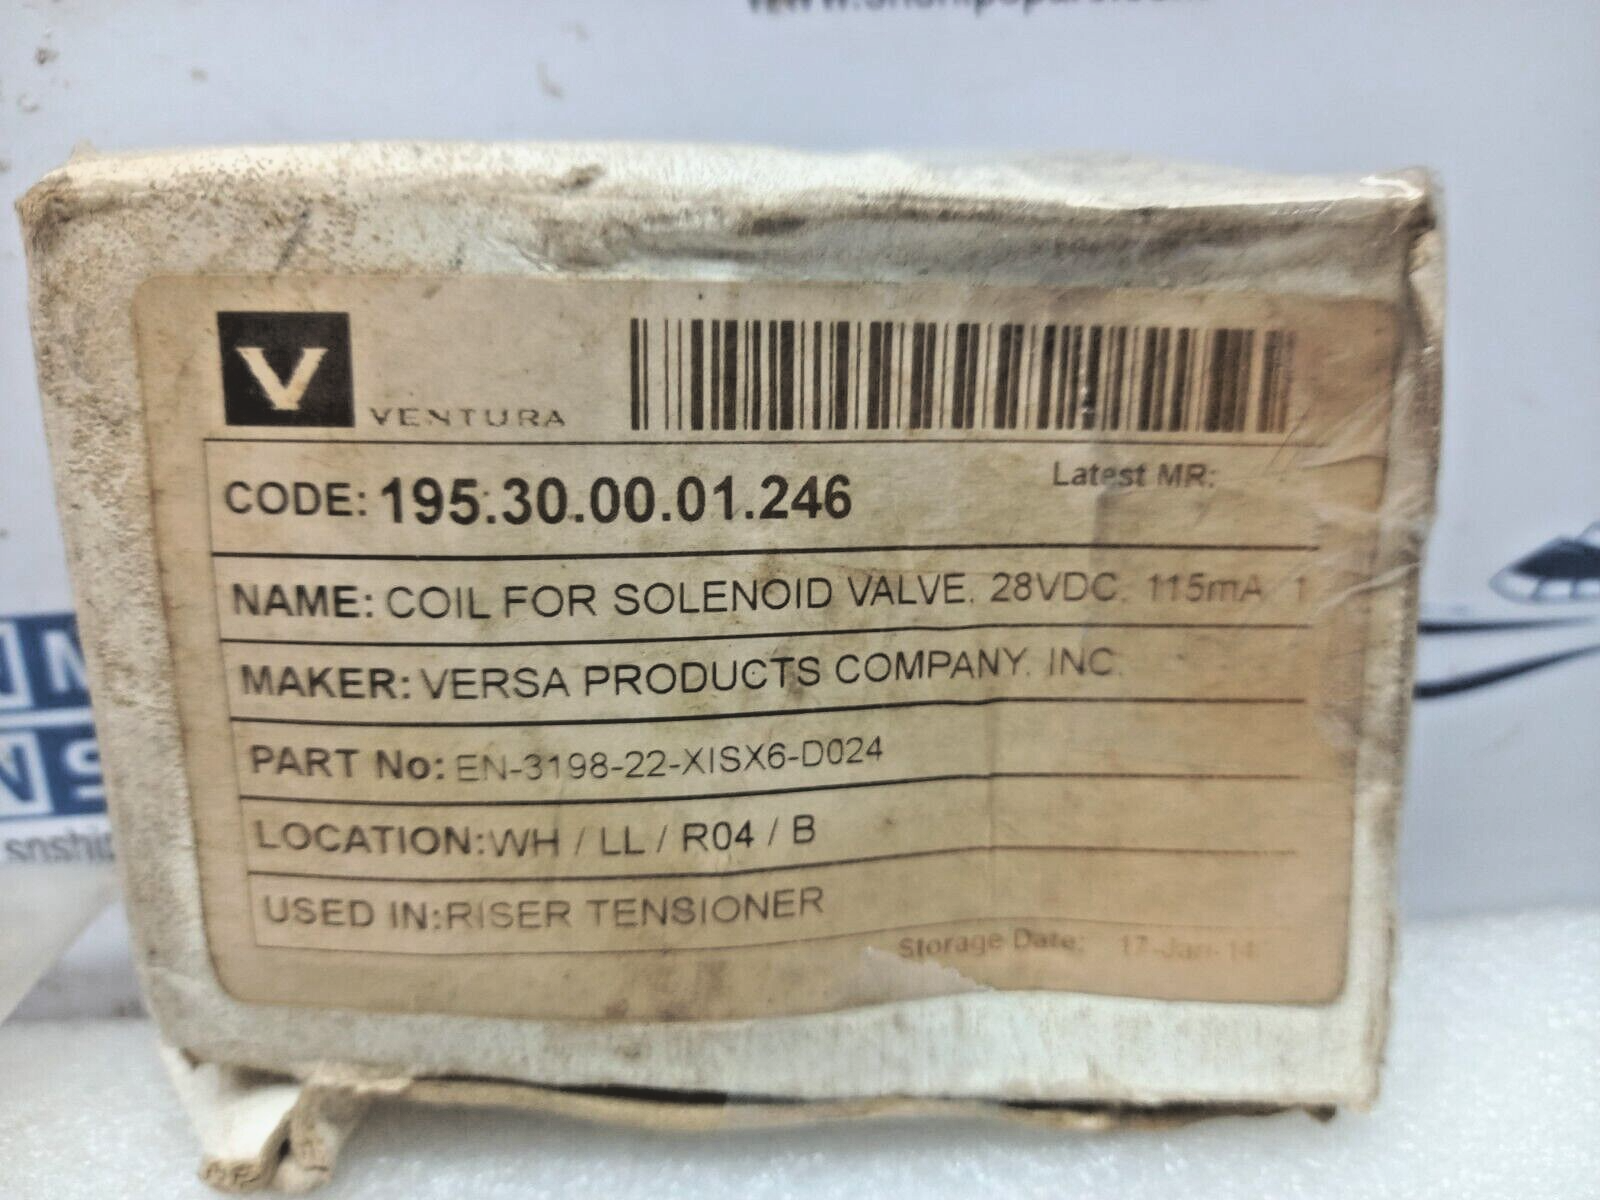 V
VENTURA
CODE: 195.30.00.01.246
Latest MR:
NAME: COIL FOR SOLENOID VALVE, 28VDC, 115mA, 1
MAKER: VERSA PRODUCTS COMPANY, INC.
PART No: EN-3198-22-XISX6-D024
LOCATION:WH / LL / R04 / B
USED IN:RISER TENSIONER
Storage Date: 17-Jan-14